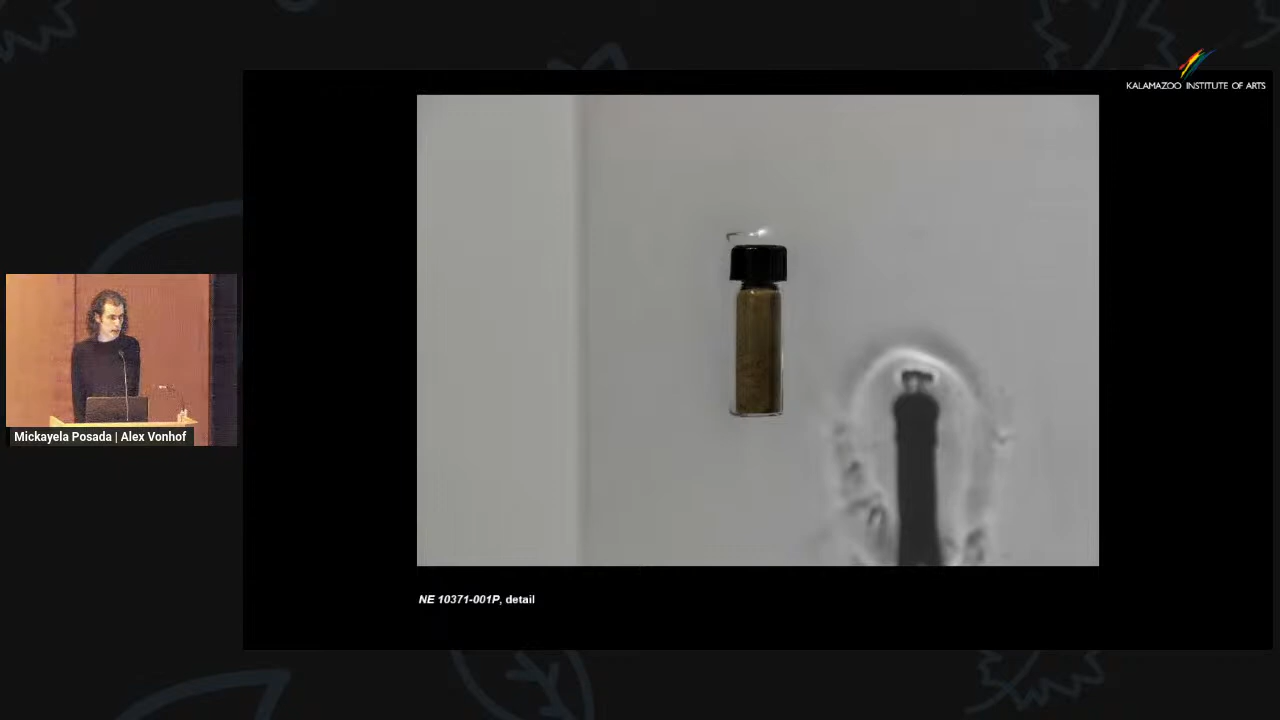 KALAMAZOO INSTITUTE OF ARTS
Mickayela Posada | Alex Vonhof
NE 10371-001P, detail